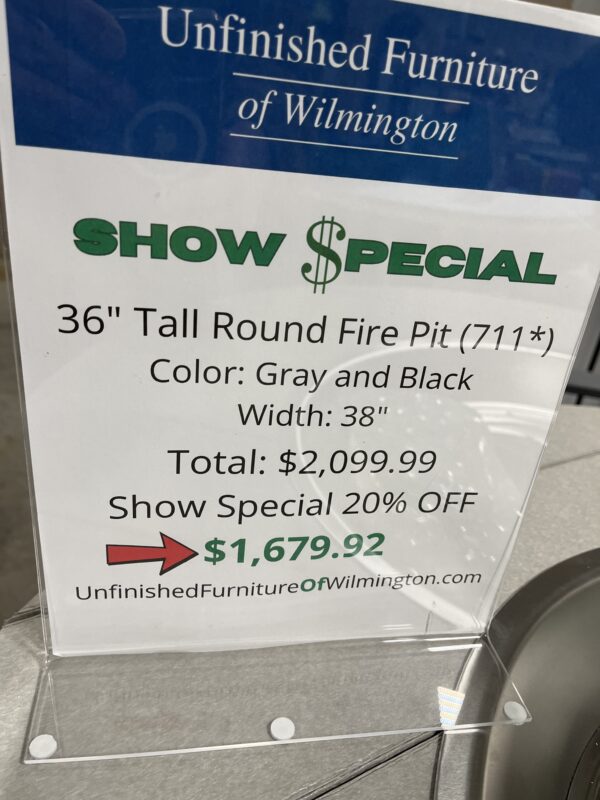 Unfinished Furniture
of Wilmington
SHOW $PECIAL
36" Tall Round Fire Pit (711*)
Color: Gray and Black
Width: 38"
Total: $2,099.99
Show Special 20% OFF
$1,679.92
UnfinishedFurnitureOfWilmington.com